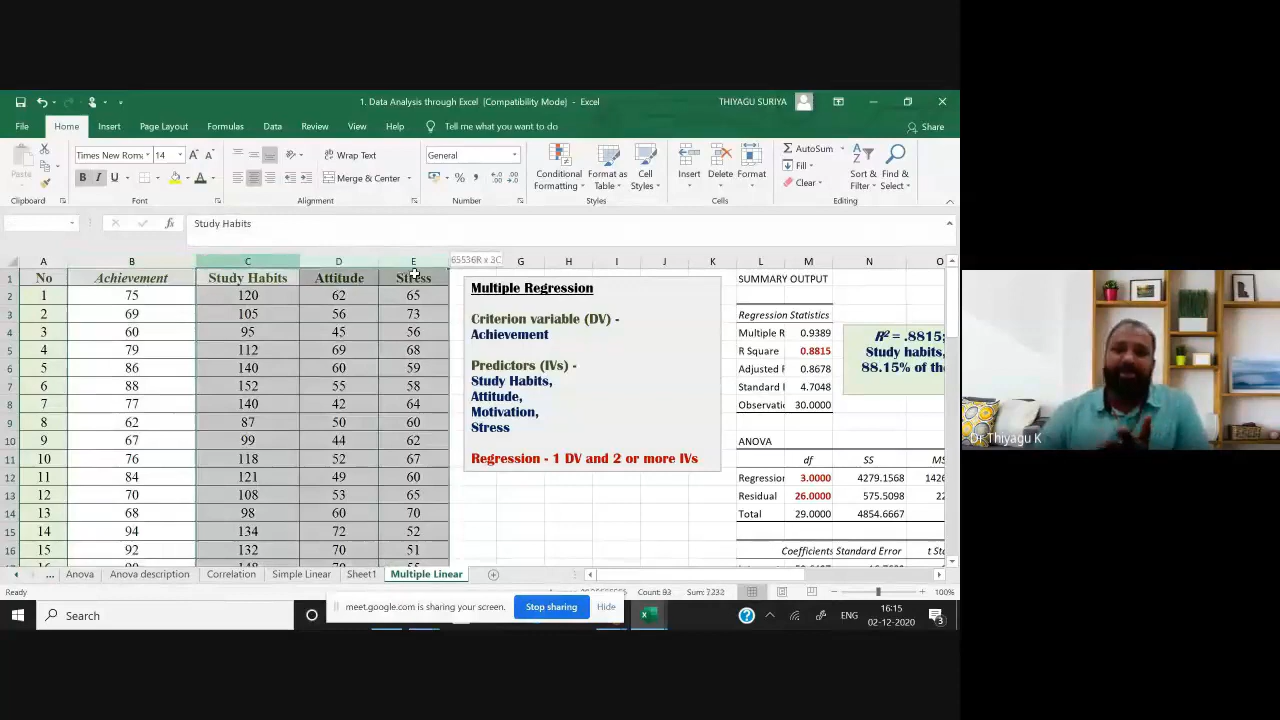 1. Data Analysis through Excel [Compatibility Mode] - Excel
THIYAGU SURIYA
File Home Insert Page Layout Formulas Data Review View Help Tell me what you want to do Share
Paste
Clipboard
Times New Rom 14
B I U
Font
Wrap Text
Merge & Center
Alignment
General
Number
Conditional Formatting
Format as Table
Cell Styles
Styles
Insert Delete Format
Cells
AutoSum
Fill
Clear
Sort & Filter
Find & Select
Editing
Study Habits
65536R x 3C
A B C D E G H I J K L M N O
1 No Achievement Study Habits Attitude Stress
2 1 75 120 62 65
3 2 69 105 56 73
4 3 60 95 45 56
5 4 79 112 69 68
6 5 86 140 60 59
7 6 88 152 55 58
8 7 77 140 42 64
9 8 62 87 50 60
10 9 67 99 44 62
11 10 76 118 52 67
12 11 84 121 49 60
13 12 70 108 53 65
14 13 68 98 60 70
15 14 94 134 72 52
16 15 92 132 70 51
Multiple Regression
Criterion variable (DV) -
Achievement
Predictors (IVs) -
Study Habits,
Attitude,
Motivation,
Stress
Regression - 1 DV and 2 or more IVs
SUMMARY OUTPUT
Regression Statistics
Multiple R 0.9389
R Square 0.8815
Adjusted 0.8678
Standard 4.7048
Observati 30.0000
R² = .8815;
Study habits,
88.15% of the
ANOVA
df SS MS
Regression 3.0000 4279.1568 1426
Residual 26.0000 575.5098 22
Total 29.0000 4854.6667
Coefficients Standard Error t Sta
... Anova Anova description Correlation Simple Linear Sheet1 Multiple Linear
Ready
Count: 93 Sum: 7232
100%
meet.google.com is sharing your screen.
Stop sharing
Hide
Search
ENG
16:15
02-12-2020
3
Dr Thiyagu K